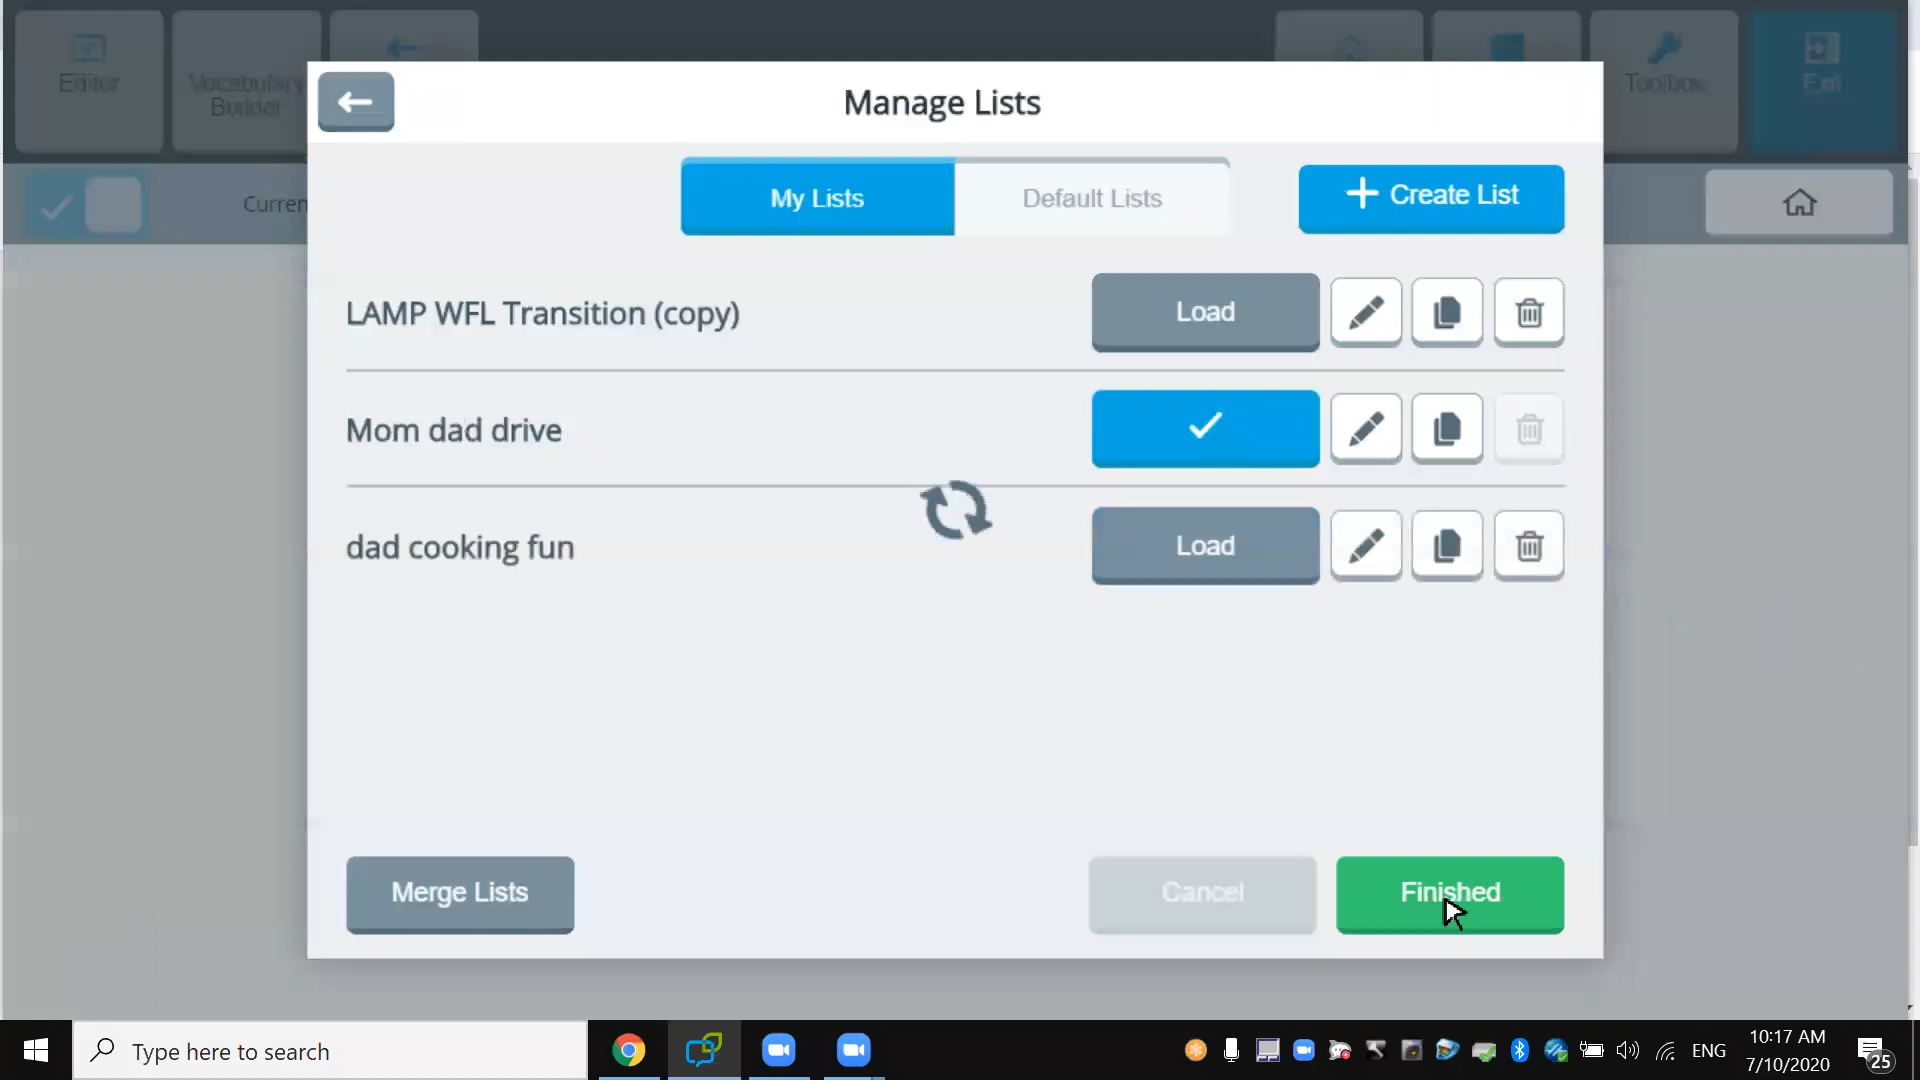 Editor
Vocabulary
Builder
Toolbox
Exit
Curren
Manage Lists
My Lists
Default Lists
Create List
LAMP WFL Transition (copy)
Load
Mom dad drive
dad cooking fun
Load
Merge Lists
Cancel
Finished
Type here to search
ENG
10:17 AM
7/10/2020
25